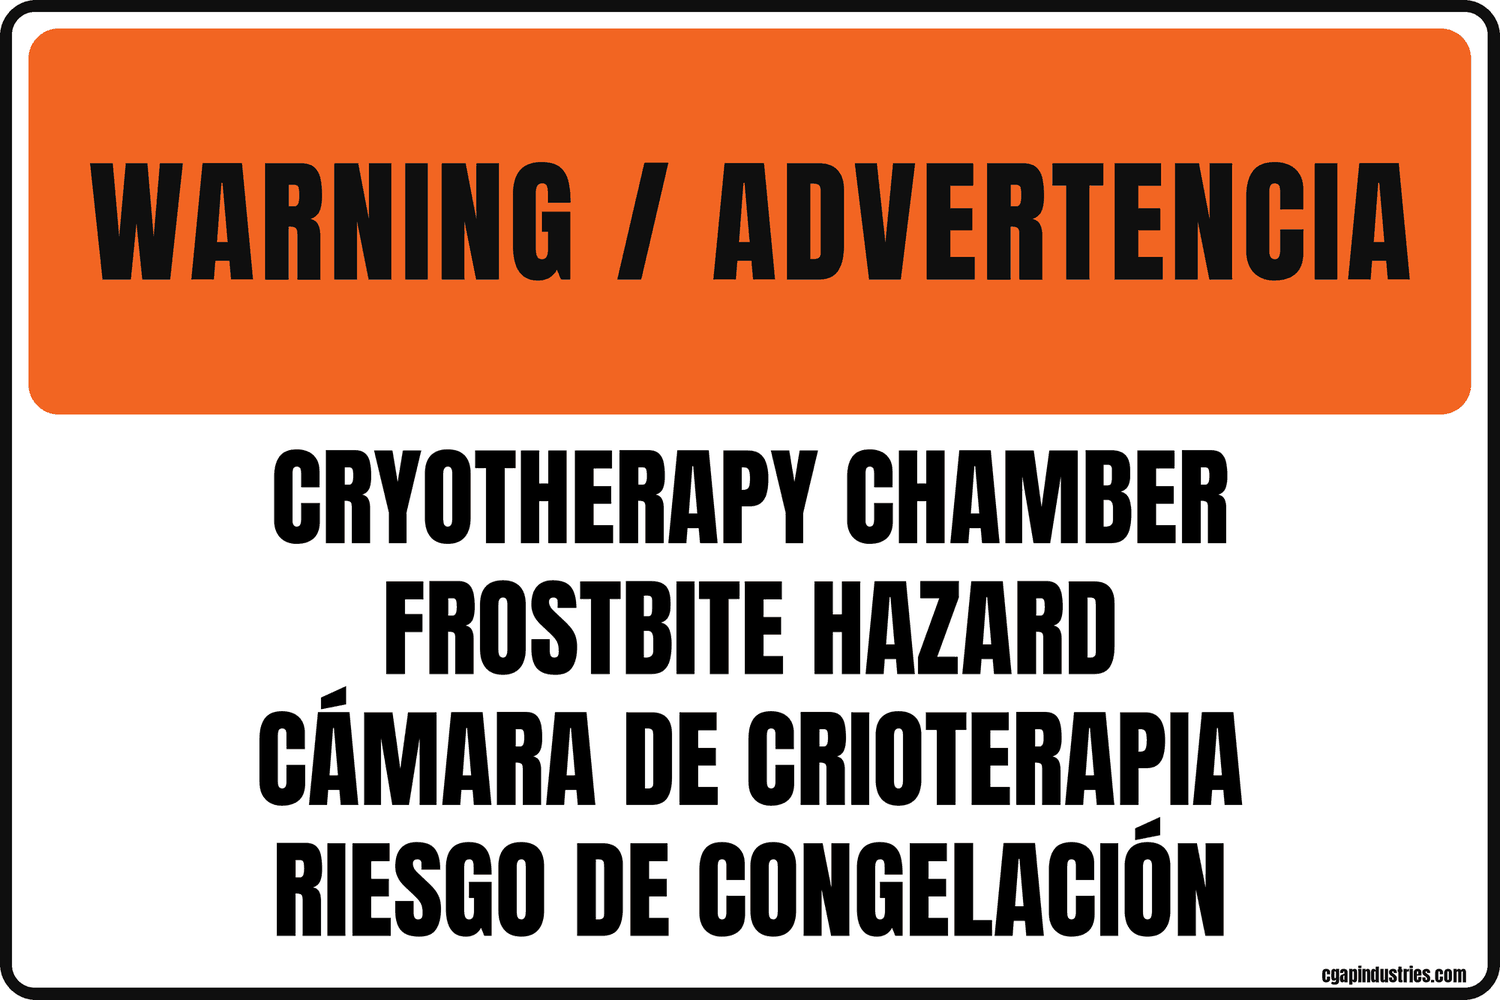 WARNING / ADVERTENCIA
CRYOTHERAPY CHAMBER
FROSTBITE HAZARD
CÁMARA DE CRIOTERAPIA
RIESGO DE CONGELACIÓN
cgapindustries.com